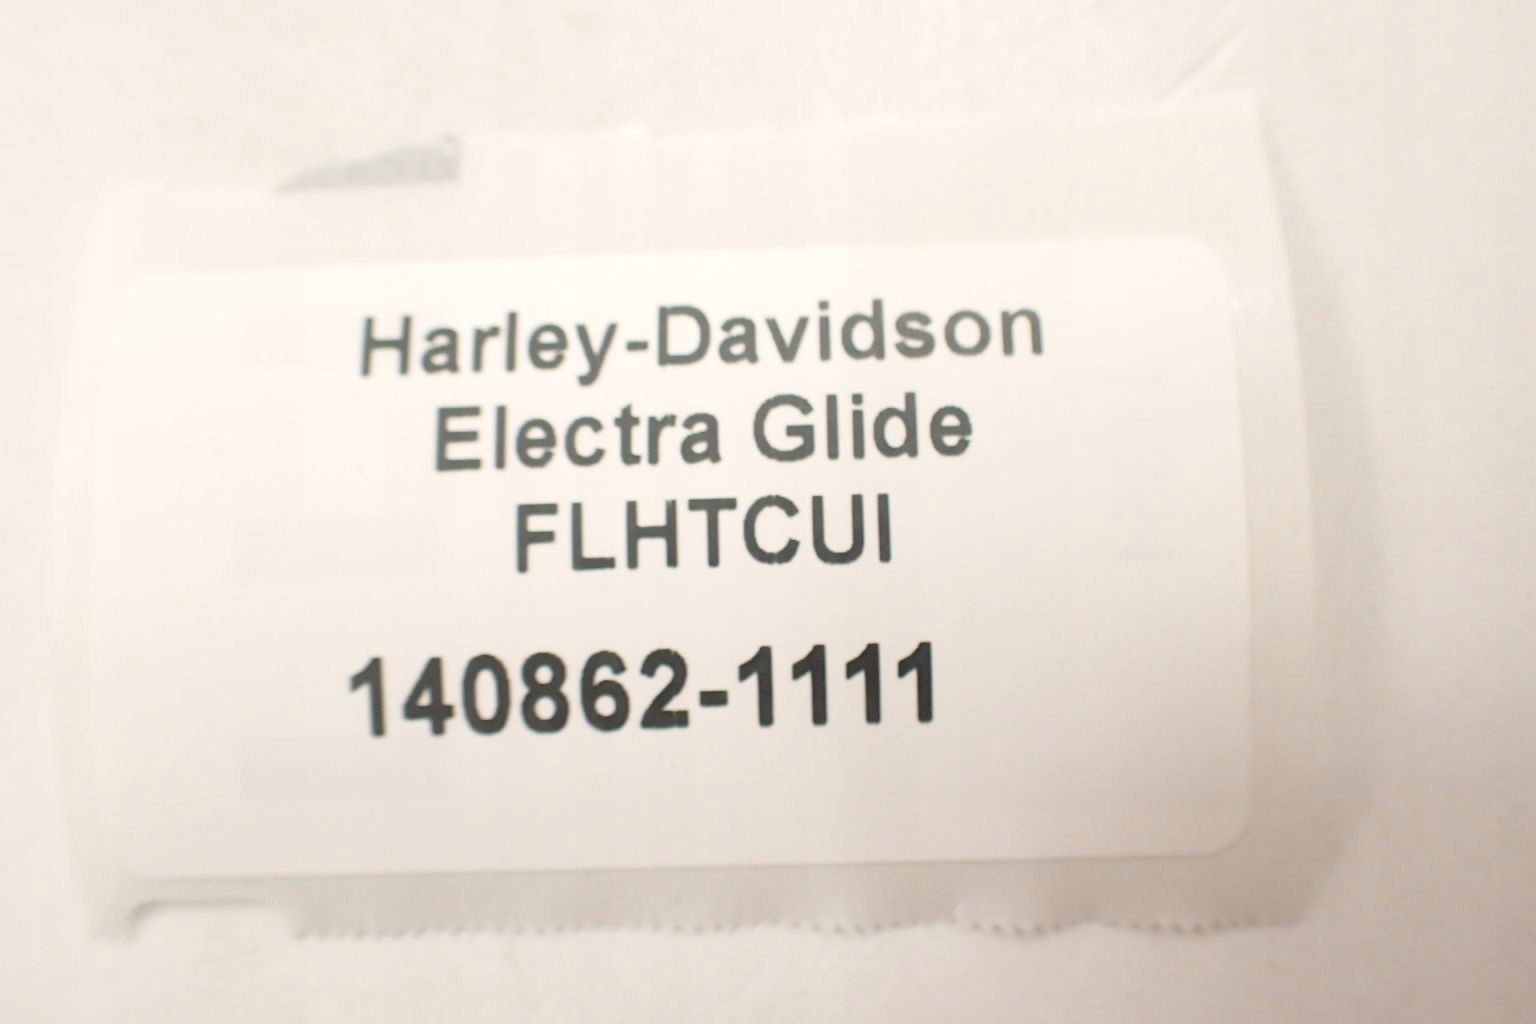 Harley-Davidson
Electra Glide
FLHTCUI
140862-1111